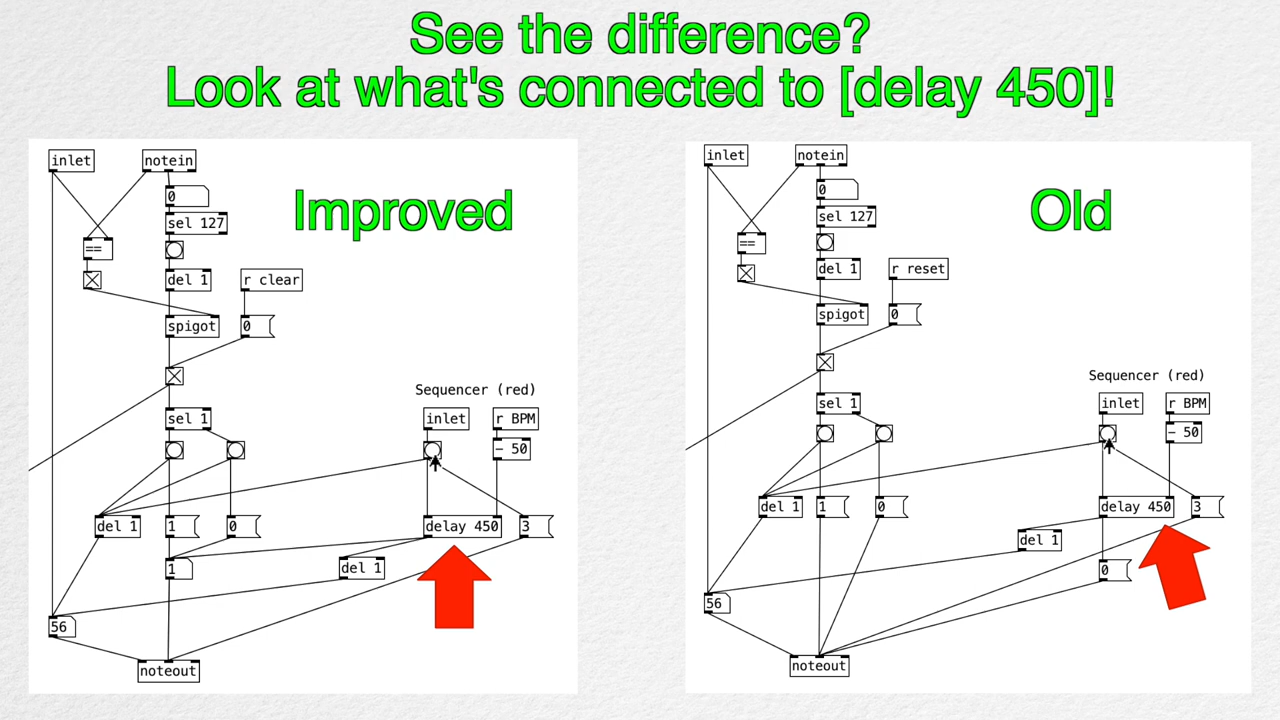 See the difference?
Look at what's connected to [delay 450]!
Improved
inlet
notein
0
sel 127
==
del 1
r clear
spigot
0
Sequencer (red)
sel 1
inlet
r BPM
- 50
del 1
1
0
delay 450
3
1
del 1
56
noteout
Old
inlet
notein
0
sel 127
==
del 1
r reset
spigot
0
Sequencer (red)
sel 1
inlet
r BPM
- 50
del 1
1
0
delay 450
3
del 1
0
56
noteout